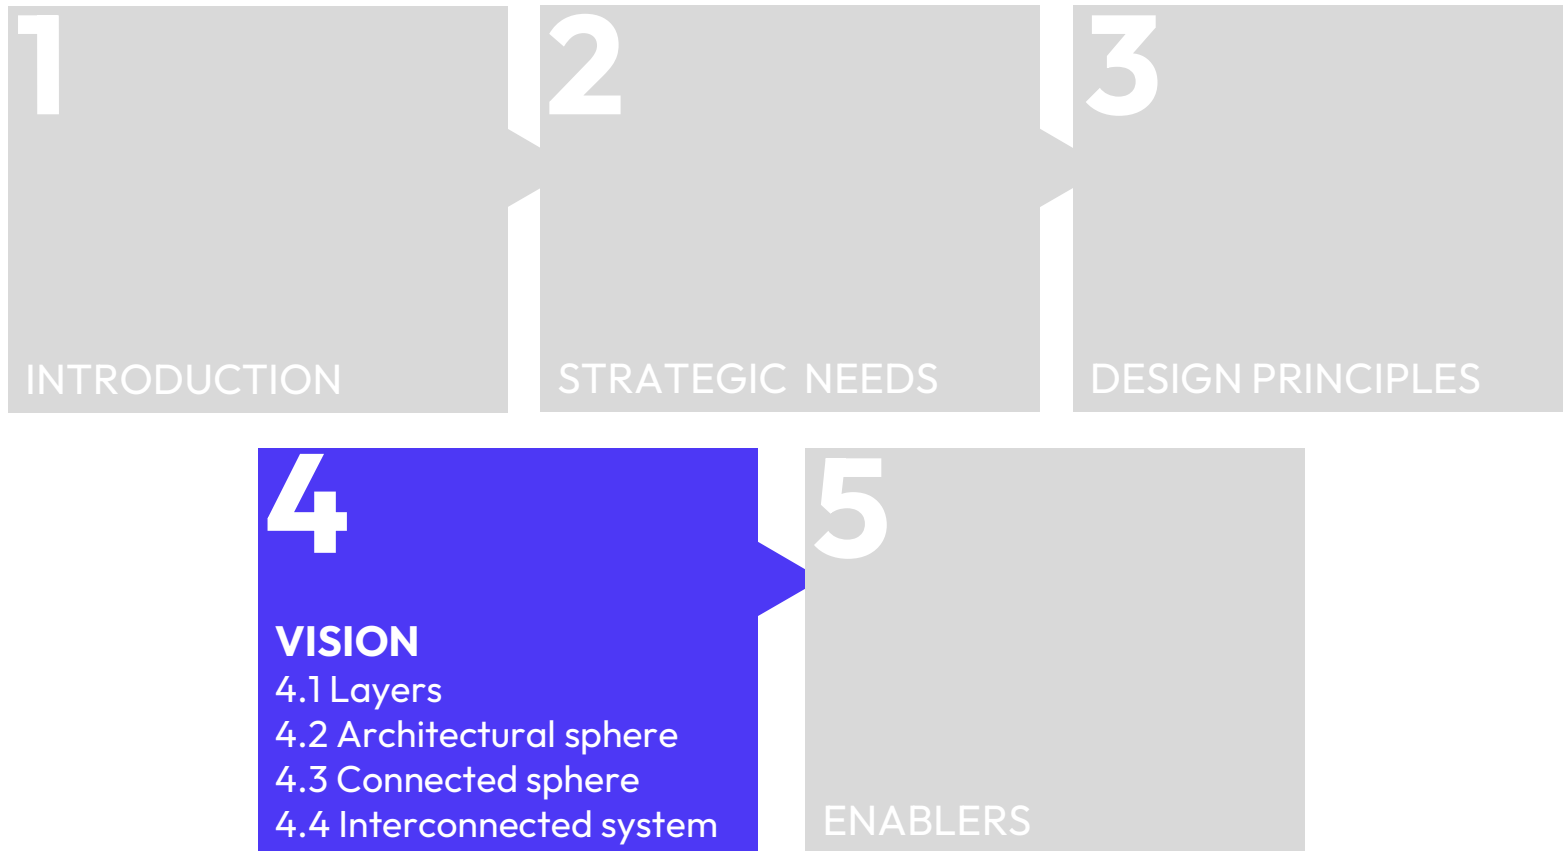 1
INTRODUCTION
2
STRATEGIC NEEDS
3
DESIGN PRINCIPLES
4
VISION
4.1 Layers
4.2 Architectural sphere
4.3 Connected sphere
4.4 Interconnected system
5
ENABLERS